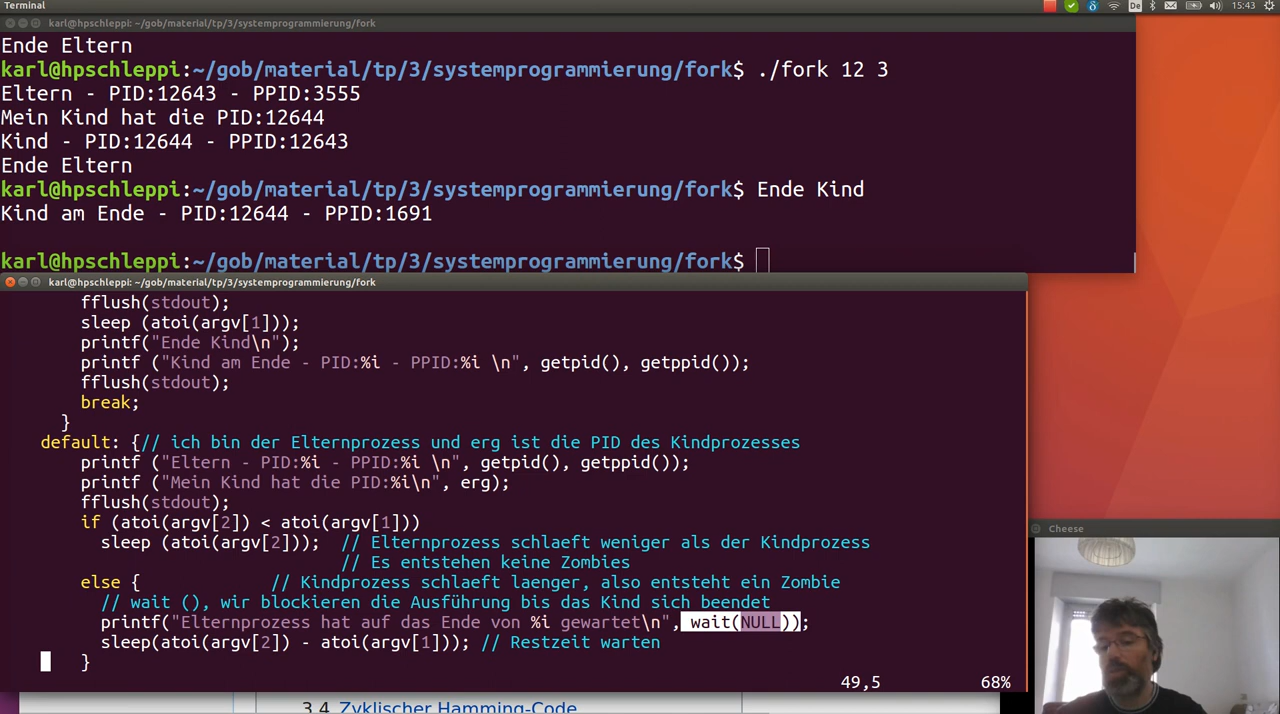 Terminal
De
15:43
karl@hpschleppi: ~/gob/material/tp/3/systemprogrammierung/fork
Ende Eltern
karl@hpschleppi:~/gob/material/tp/3/systemprogrammierung/fork$ ./fork 12 3
Eltern - PID:12643 - PPID:3555
Mein Kind hat die PID:12644
Kind - PID:12644 - PPID:12643
Ende Eltern
karl@hpschleppi:~/gob/material/tp/3/systemprogrammierung/fork$ Ende Kind
Kind am Ende - PID:12644 - PPID:1691
karl@hpschleppi:~/gob/material/tp/3/systemprogrammierung/fork$
karl@hpschleppi: ~/gob/material/tp/3/systemprogrammierung/fork
fflush(stdout);
sleep (atoi(argv[1]));
printf("Ende Kind\n");
printf ("Kind am Ende - PID:%i - PPID:%i \n", getpid(), getppid());
fflush(stdout);
break;
}
default: {// ich bin der Elternprozess und erg ist die PID des Kindprozesses
printf ("Eltern - PID:%i - PPID:%i \n", getpid(), getppid());
printf ("Mein Kind hat die PID:%i\n", erg);
fflush(stdout);
if (atoi(argv[2]) < atoi(argv[1]))
sleep (atoi(argv[2])); // Elternprozess schlaeft weniger als der Kindprozess
// Es entstehen keine Zombies
else { // Kindprozess schlaeft laenger, also entsteht ein Zombie
// wait (), wir blockieren die Ausführung bis das Kind sich beendet
printf("Elternprozess hat auf das Ende von %i gewartet\n", wait(NULL));
sleep(atoi(argv[2]) - atoi(argv[1])); // Restzeit warten
}
49,5 68%
Cheese
3.4 Zyklischer Hamming-Code